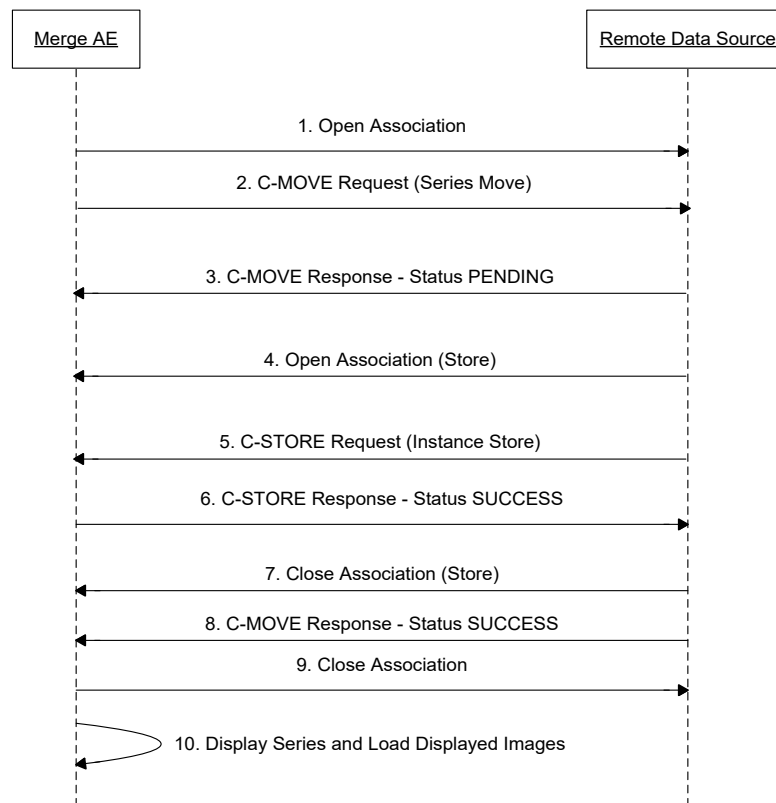 Merge AE
Remote Data Source
1. Open Association
2. C-MOVE Request (Series Move)
3. C-MOVE Response - Status PENDING
4. Open Association (Store)
5. C-STORE Request (Instance Store)
6. C-STORE Response - Status SUCCESS
7. Close Association (Store)
8. C-MOVE Response - Status SUCCESS
9. Close Association
10. Display Series and Load Displayed Images